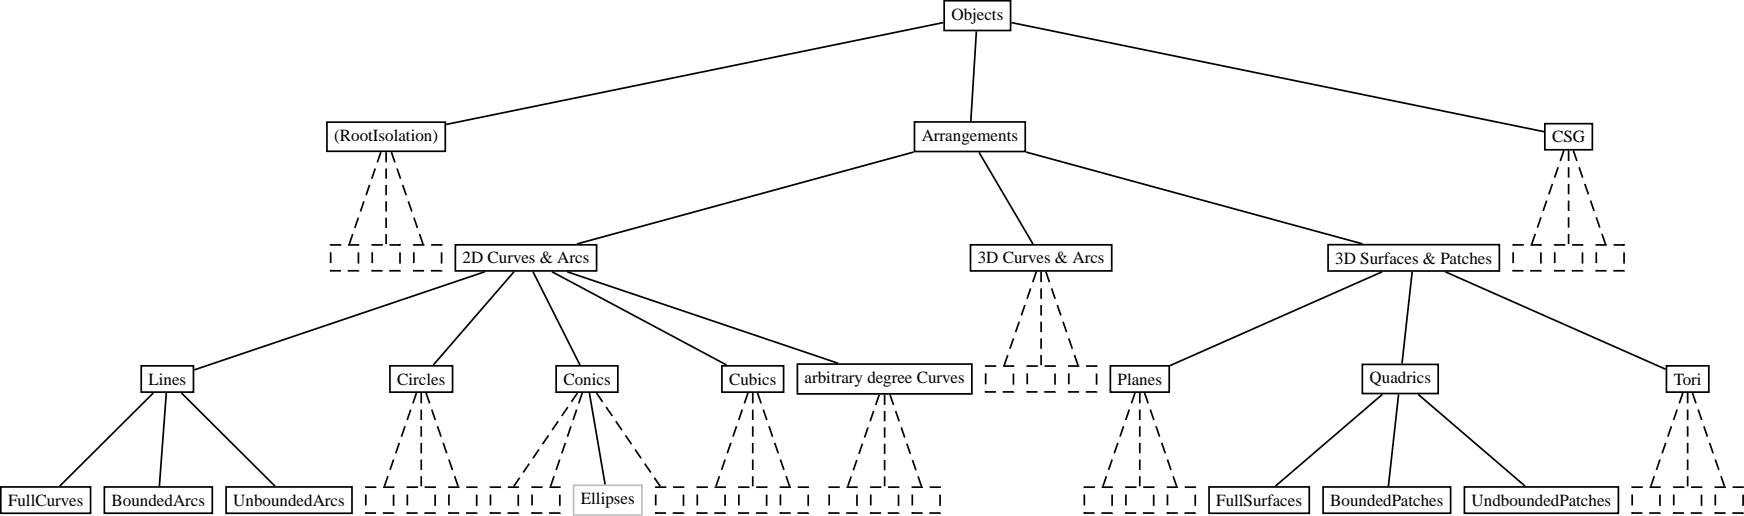 Objects
(RootIsolation)
Arrangements
CSG
2D Curves & Arcs
3D Curves & Arcs
3D Surfaces & Patches
Lines
Circles
Conics
Cubics
arbitrary degree Curves
Planes
Quadrics
Tori
FullCurves
BoundedArcs
UnboundedArcs
Ellipses
FullSurfaces
BoundedPatches
UndboundedPatches